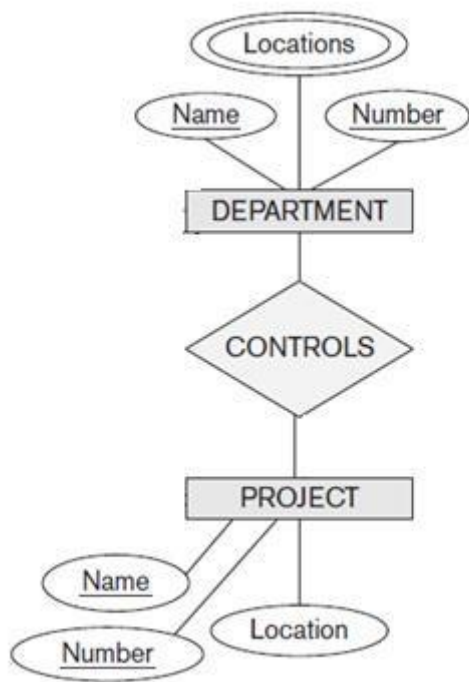 Locations
Name
Number
DEPARTMENT
CONTROLS
PROJECT
Name
Location
Number